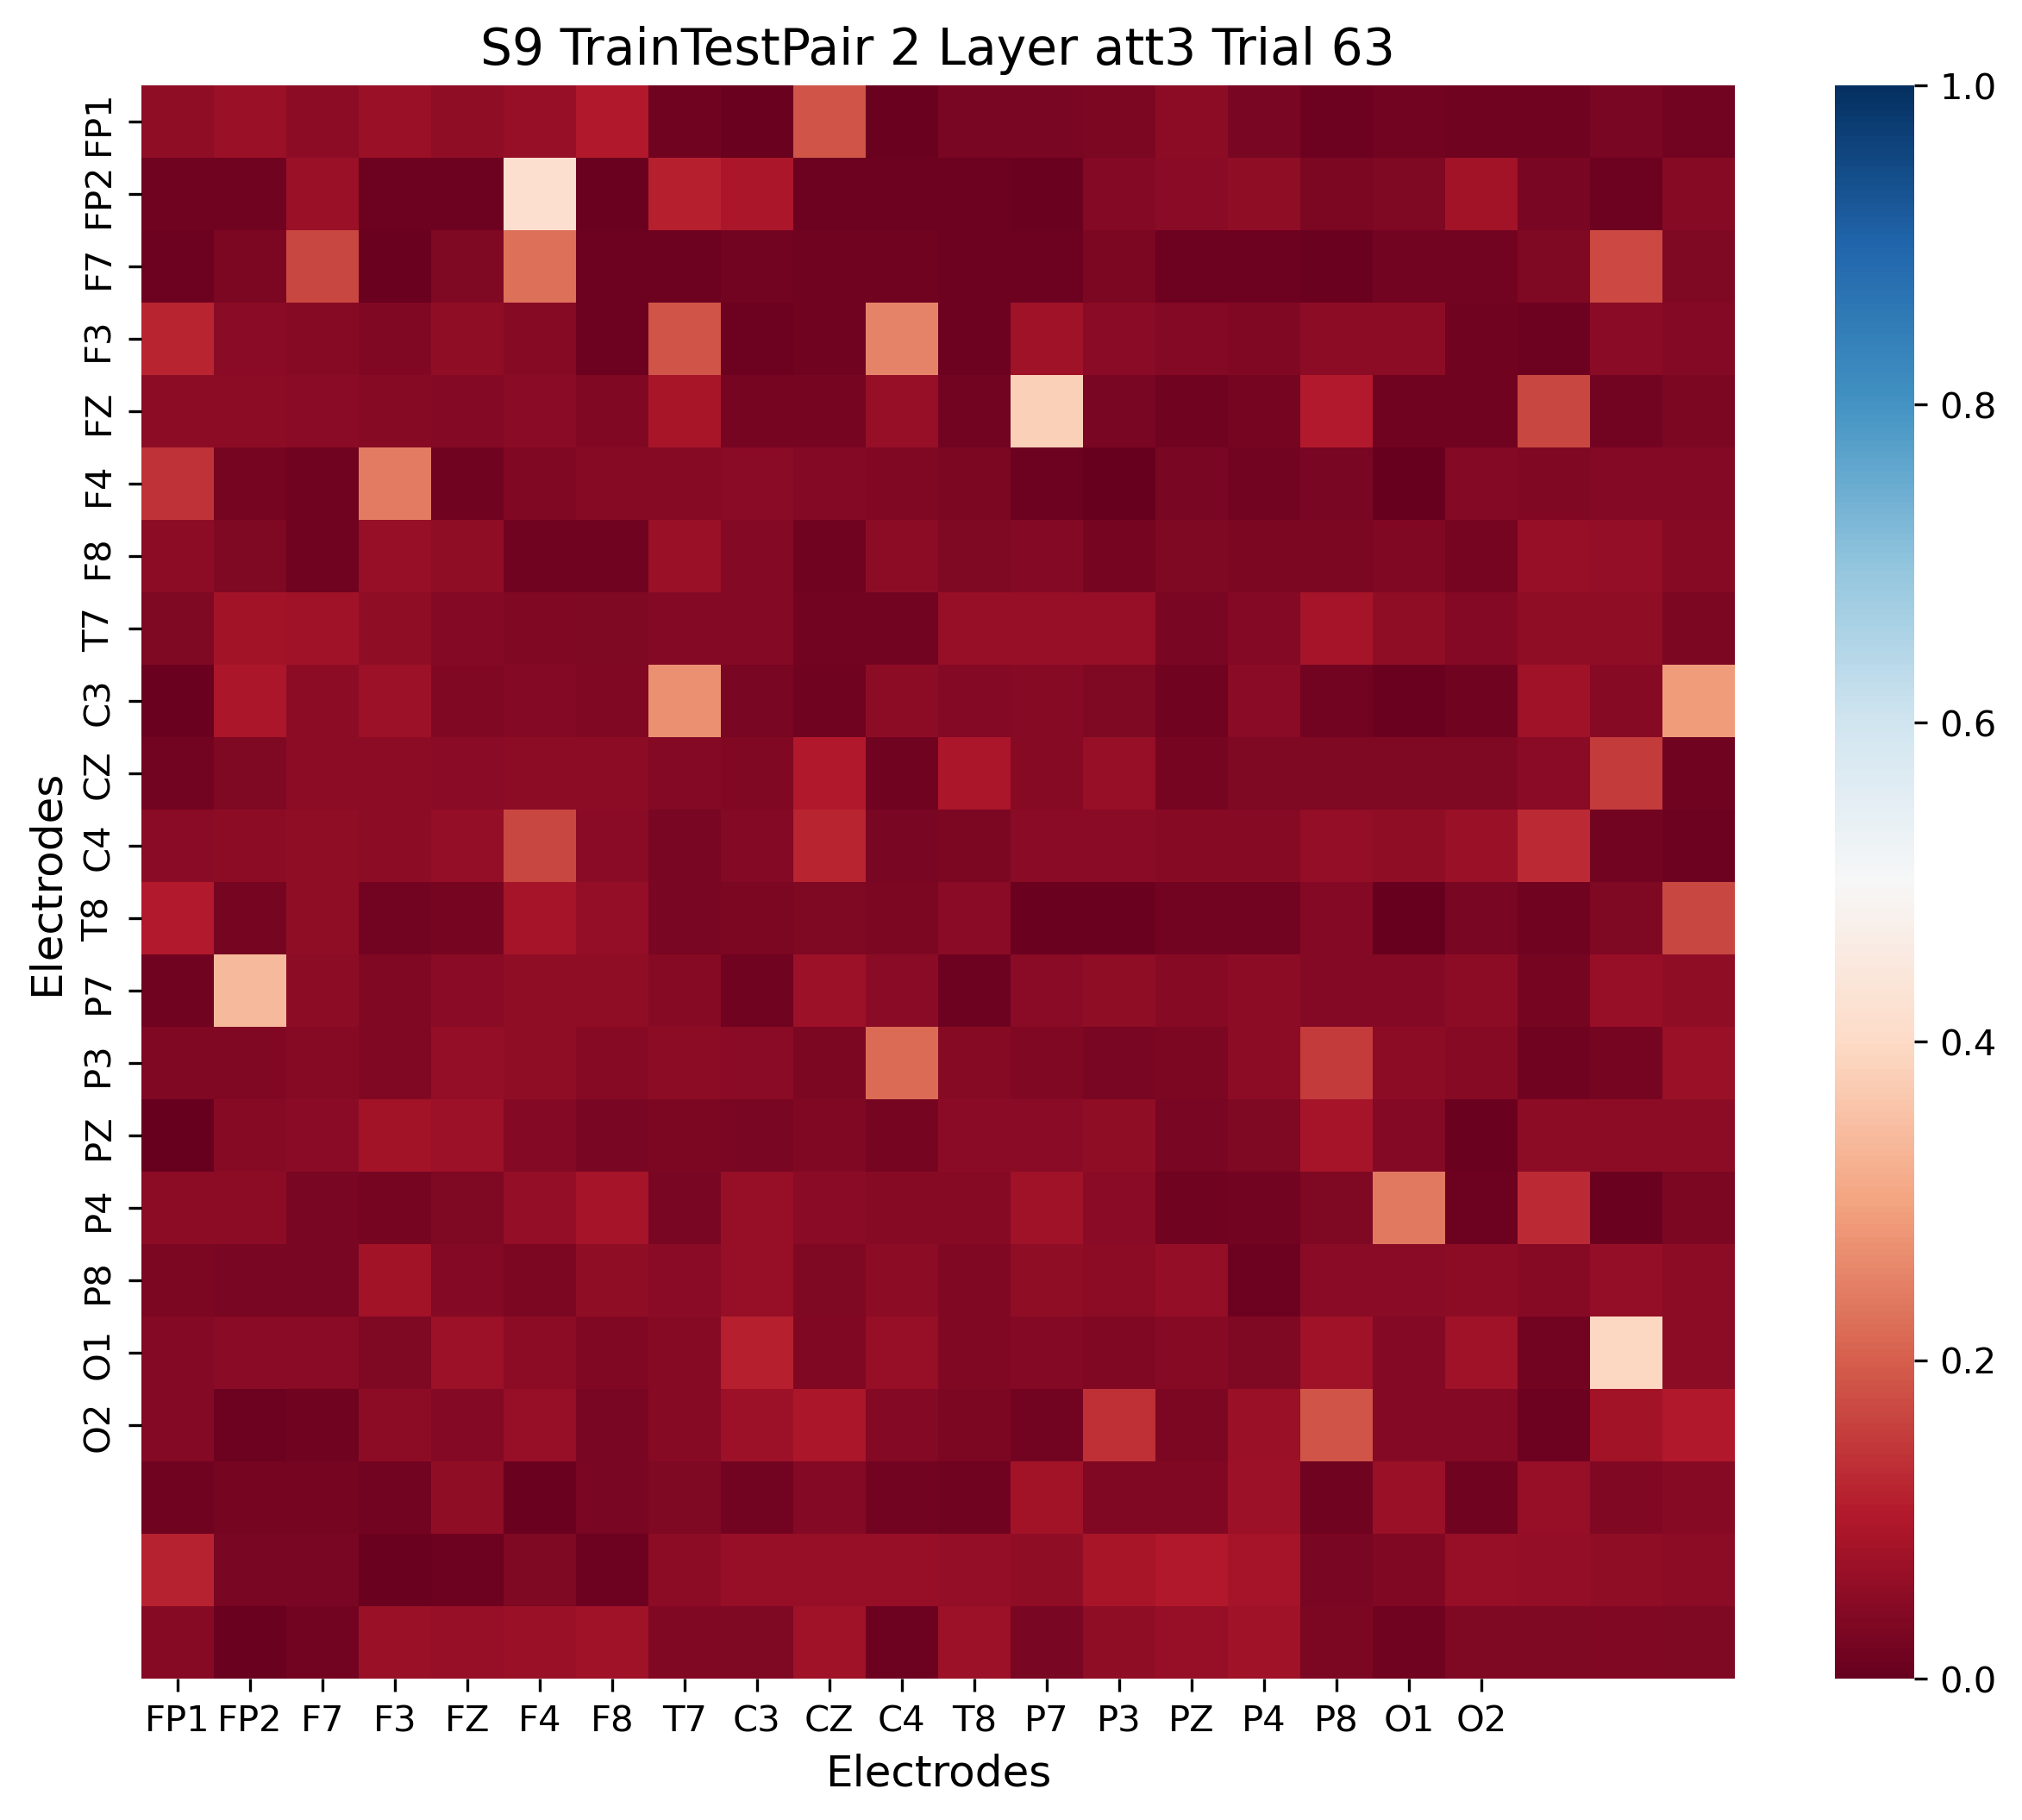 S9 TrainTestPair 2 Layer att3 Trial 63
FP1
FP2
F7
F3
FZ
F4
F8
T7
C3
CZ
C4
T8
P7
P3
PZ
P4
P8
O1
O2
Electrodes
FP1 FP2 F7 F3 FZ F4 F8 T7 C3 CZ C4 T8 P7 P3 PZ P4 P8 O1 O2
Electrodes
1.0
0.8
0.6
0.4
0.2
0.0